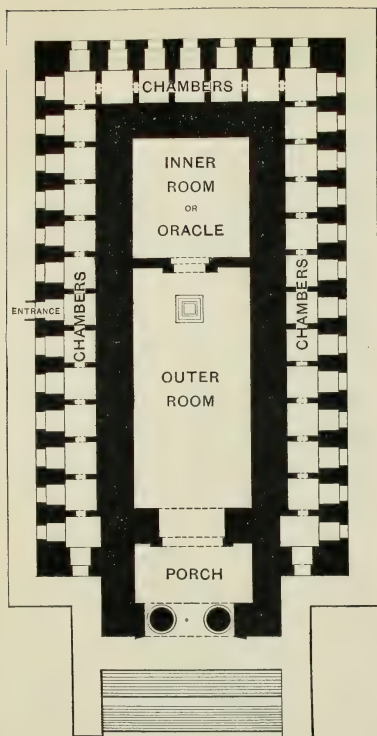 CHAMBERS
INNER
ROOM
OR
ORACLE
ENTRANCE
CHAMBERS
CHAMBERS
OUTER
ROOM
PORCH